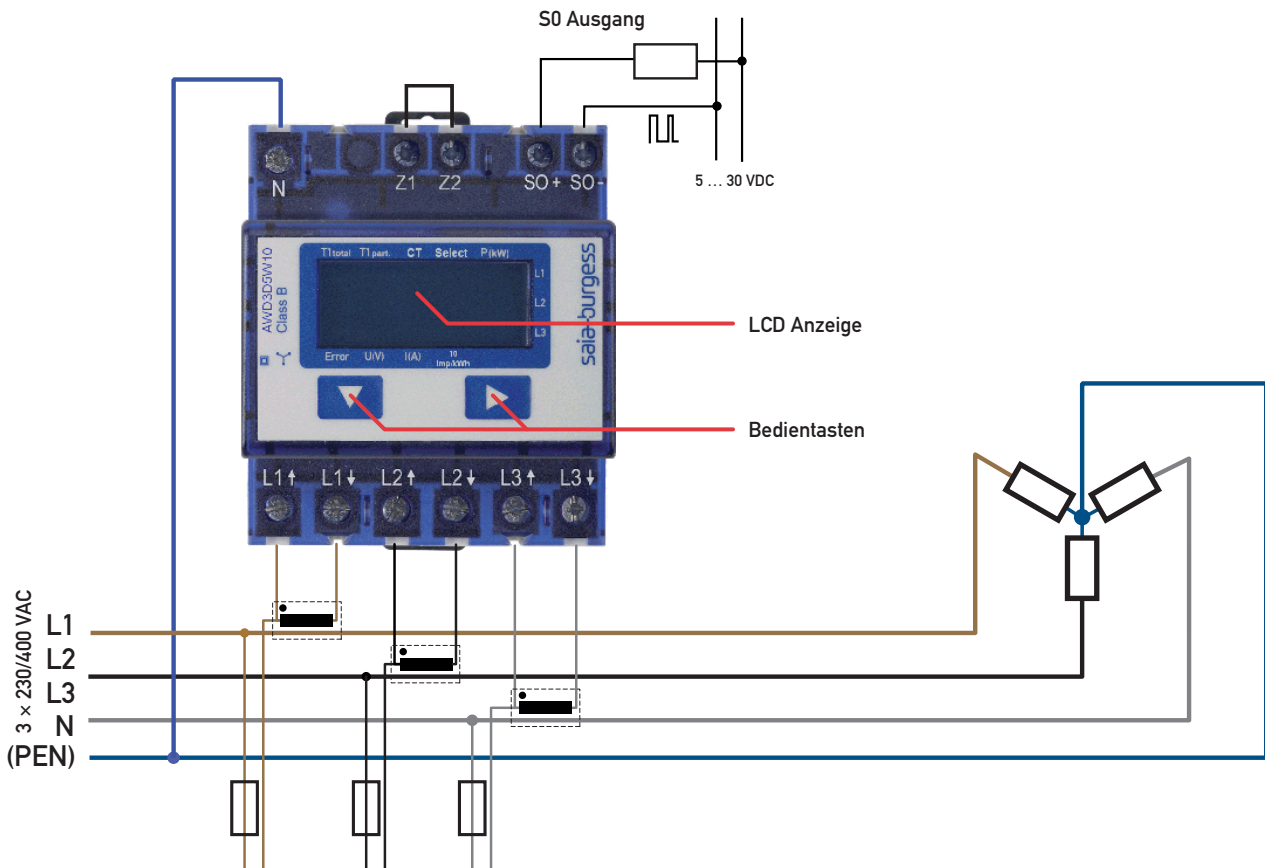 S0 Ausgang
5 … 30 VDC
N
Z1 Z2 SO + SO -
AWD3D5W10
Class B
T1total T1part. CT Select P(kW)
L1
L2
L3
Error U(V) I(A) 10 Imp/kWh
saia-burgess
LCD Anzeige
Bedientasten
L1↑ L1↓ L2↑ L2↓ L3↑ L3↓
3 × 230/400 VAC
L1
L2
L3
N
(PEN)